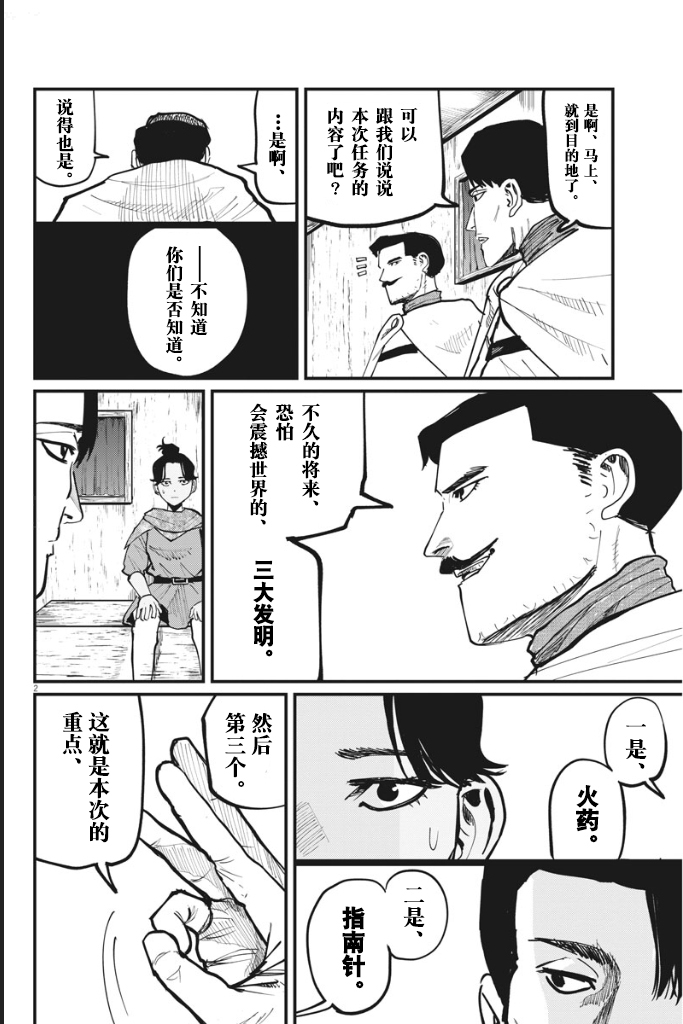 是啊、马上、
就到目的地了。
可以
跟我们说说
本次任务的
内容了吧？
…是啊、
说得也是。
——不知道
你们是否知道。
不久的将来、
恐怕
会震撼世界的、
三大发明。
一是、
火药。
二是、
指南针。
然后
第三个。
这就是本次的
重点、
2